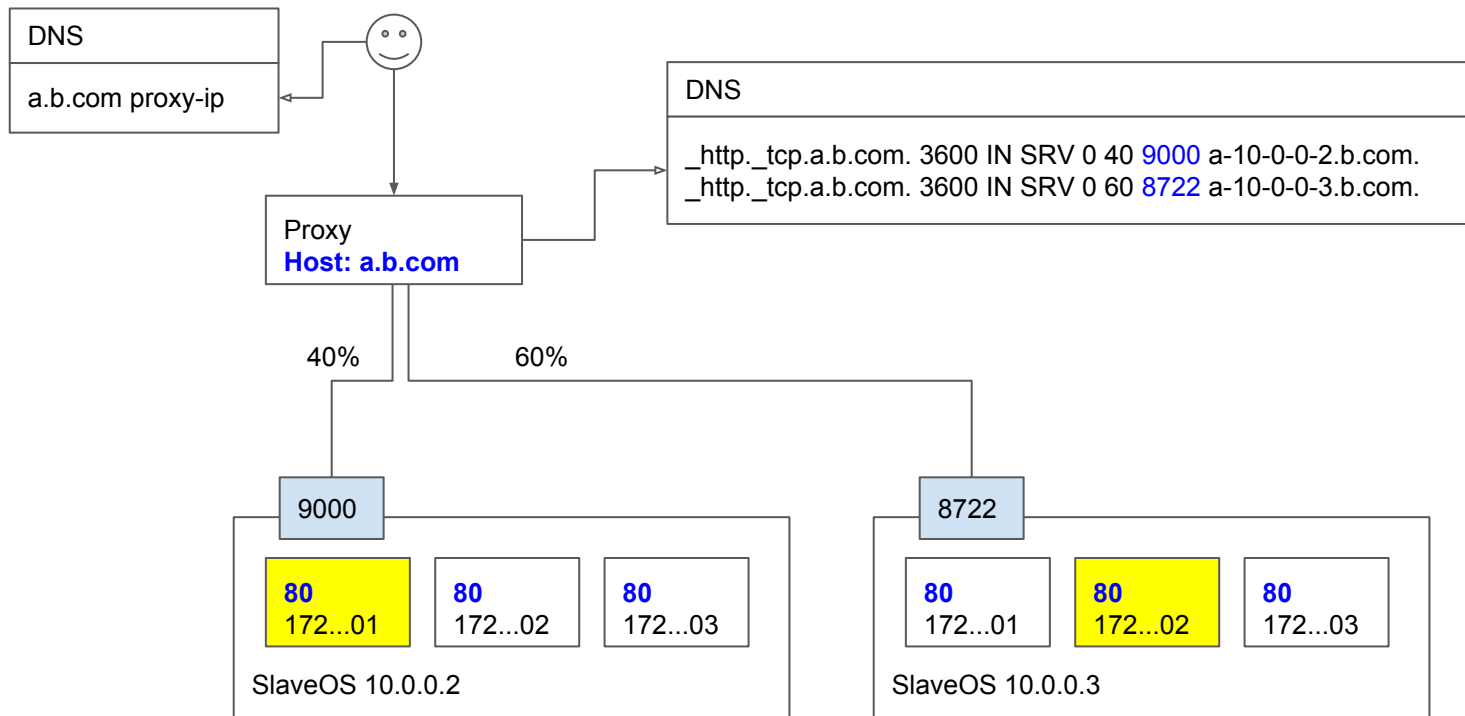 DNS
a.b.com proxy-ip
DNS
_http._tcp.a.b.com. 3600 IN SRV 0 40 9000 a-10-0-0-2.b.com.
_http._tcp.a.b.com. 3600 IN SRV 0 60 8722 a-10-0-0-3.b.com.
Proxy
Host: a.b.com
40%
60%
9000
80
172...01
80
172...02
80
172...03
SlaveOS 10.0.0.2
8722
80
172...01
80
172...02
80
172...03
SlaveOS 10.0.0.3